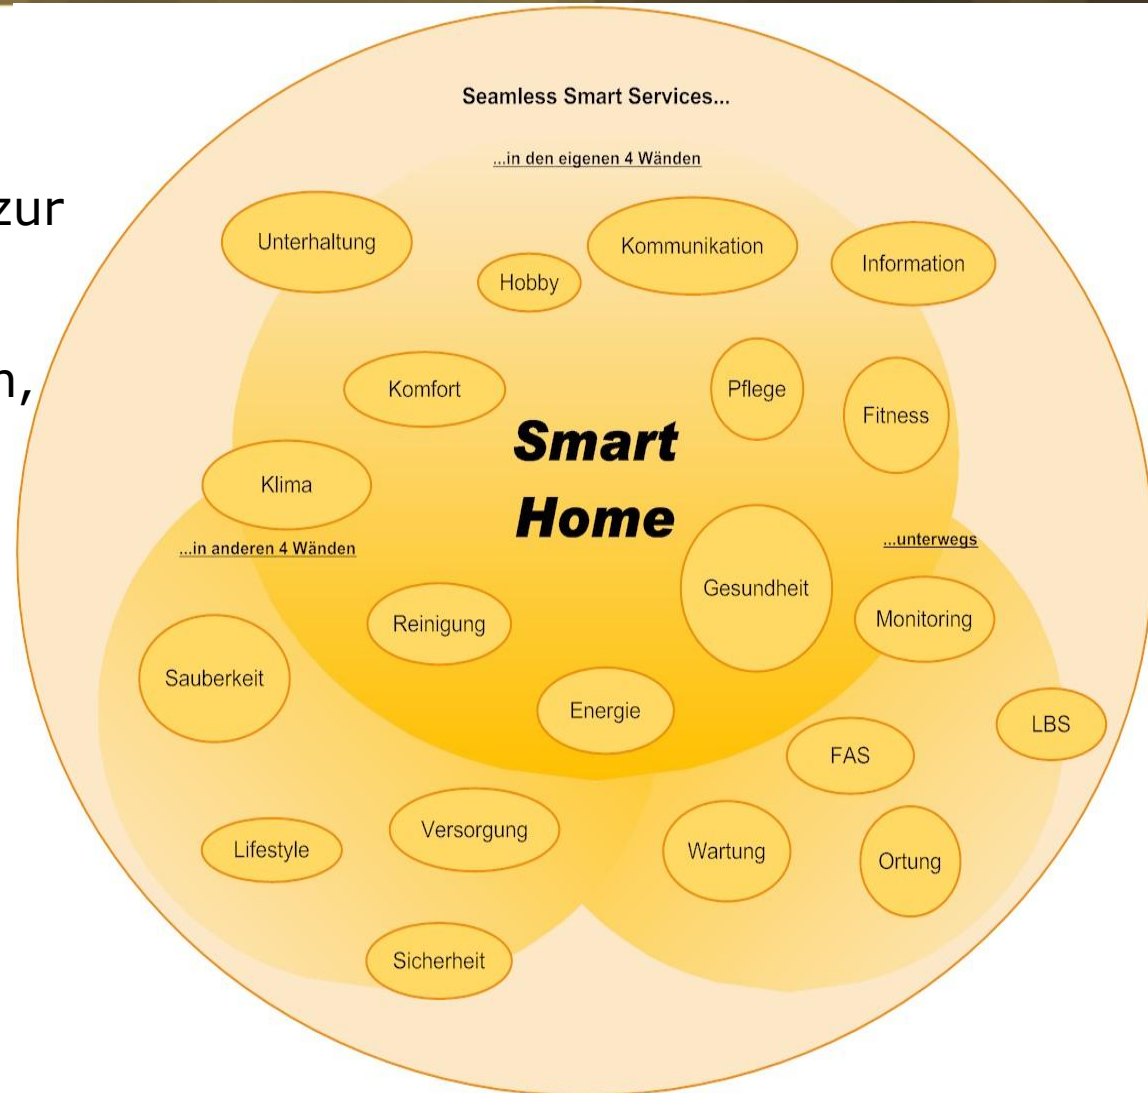 Seamless Smart Services...
...in den eigenen 4 Wänden
zur
Unterhaltung
Kommunikation
Information
Hobby
n,
Komfort
Pflege
Fitness
Smart
Home
Klima
...in anderen 4 Wänden
...unterwegs
Gesundheit
Reinigung
Monitoring
Sauberkeit
Energie
LBS
FAS
Versorgung
Lifestyle
Wartung
Ortung
Sicherheit